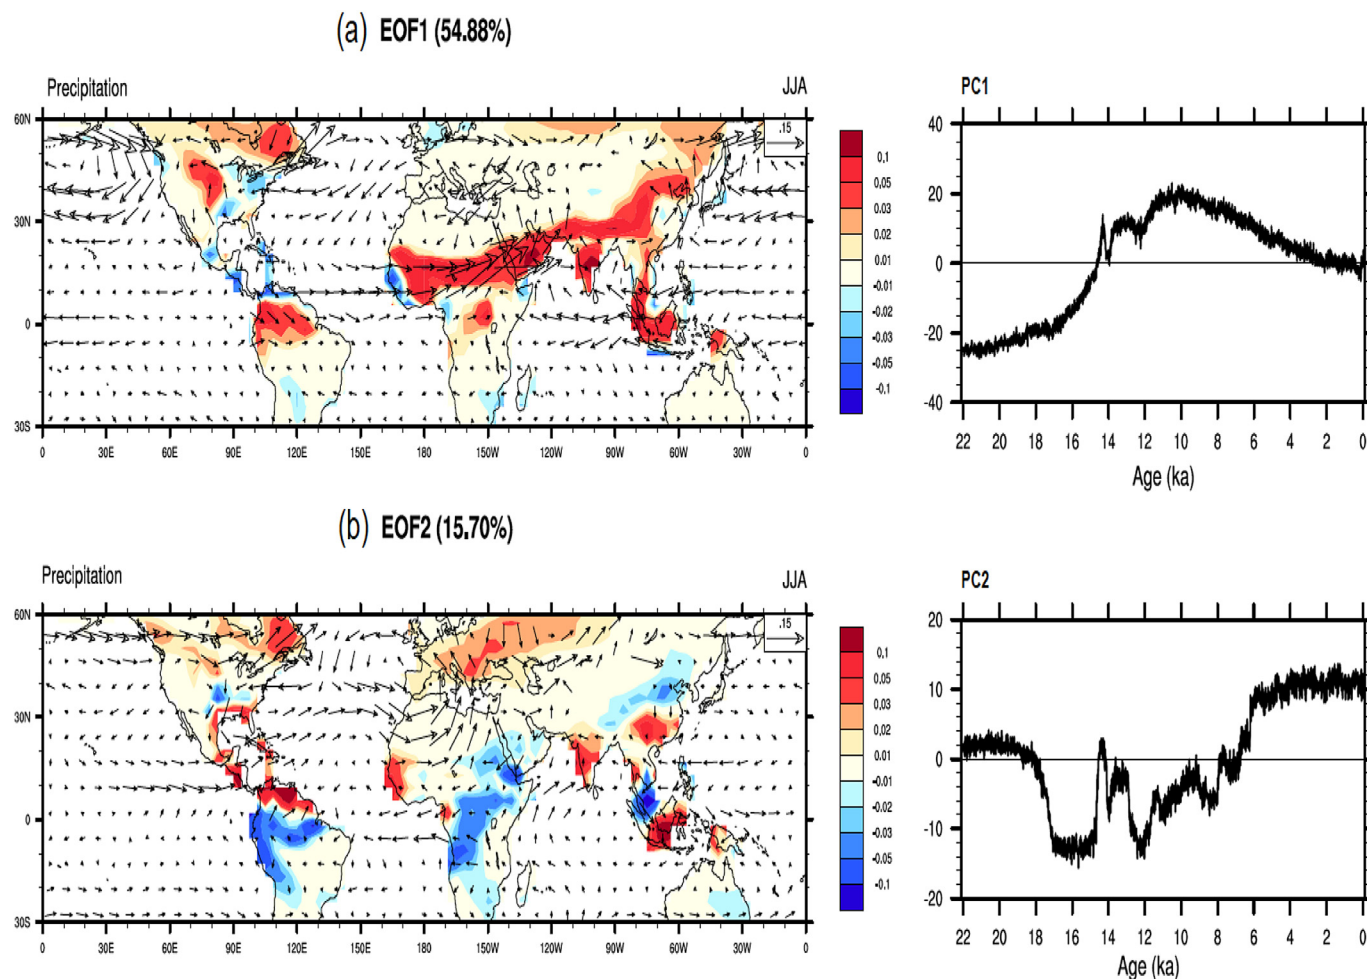 (a) EOF1 (54.88%)
Precipitation JJA
.15
60N
30N
0
30S
0 30E 60E 90E 120E 150E 180 150W 120W 90W 60W 30W 0
0.1
0.05
0.03
0.02
0.01
-0.01
-0.02
-0.03
-0.05
-0.1
PC1
40
20
0
-20
-40
22 20 18 16 14 12 10 8 6 4 2 0
Age (ka)
(b) EOF2 (15.70%)
Precipitation JJA
.15
60N
30N
0
30S
0 30E 60E 90E 120E 150E 180 150W 120W 90W 60W 30W 0
0.1
0.05
0.03
0.02
0.01
-0.01
-0.02
-0.03
-0.05
-0.1
PC2
20
10
0
-10
-20
22 20 18 16 14 12 10 8 6 4 2 0
Age (ka)